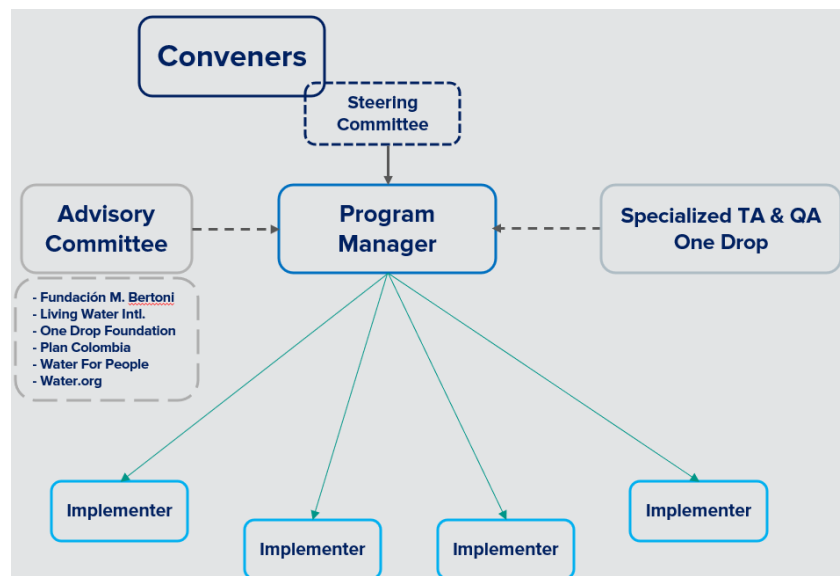 Conveners
Steering
Committee
Advisory
Committee
Program
Manager
Specialized TA & QA
One Drop
- Fundación M. Bertoni
- Living Water Intl.
- One Drop Foundation
- Plan Colombia
- Water For People
- Water.org
Implementer
Implementer
Implementer
Implementer